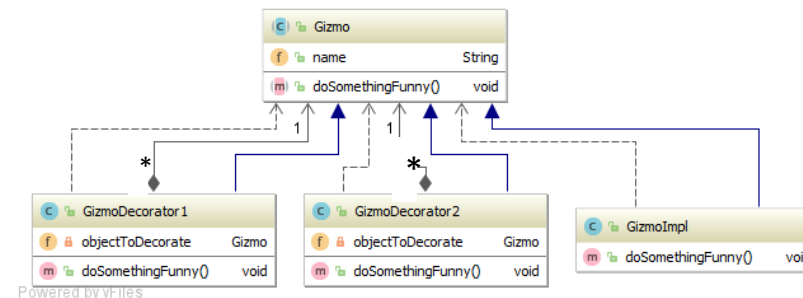 Gizmo
name String
doSomethingFunny() void
1 1
* *
GizmoDecorator1
objectToDecorate Gizmo
doSomethingFunny() void
GizmoDecorator2
objectToDecorate Gizmo
doSomethingFunny() void
GizmoImpl
doSomethingFunny() voi
Powered by yFiles